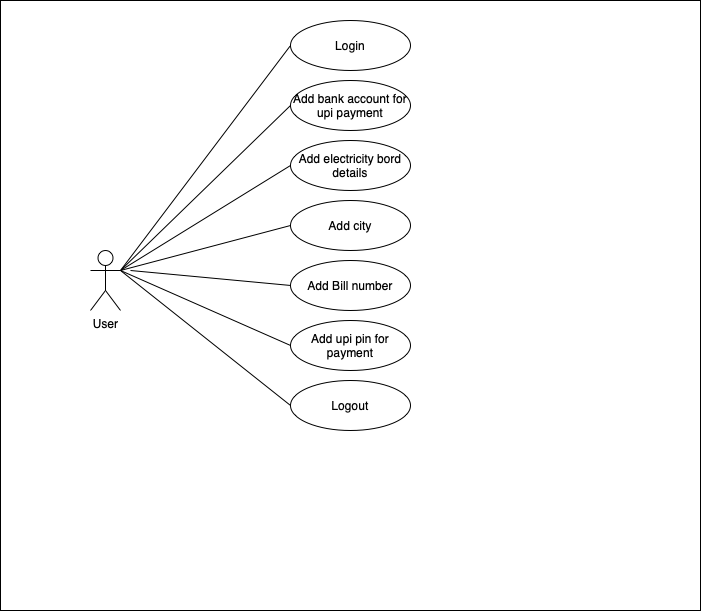 Login
Add bank account for
upi payment
Add electricity bord
details
Add city
Add Bill number
User
Add upi pin for
payment
Logout